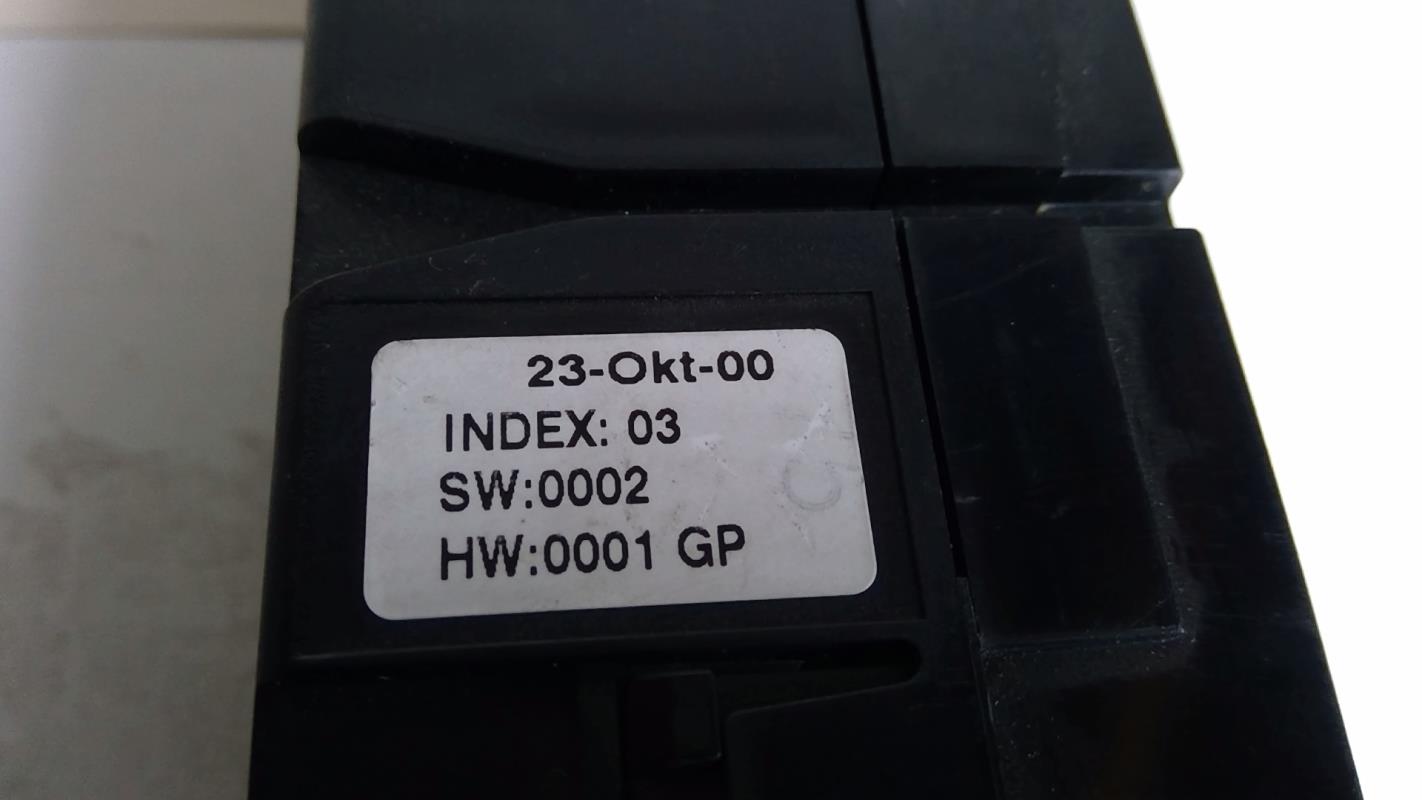 23-Okt-00
INDEX: 03
SW:0002
HW:0001 GP